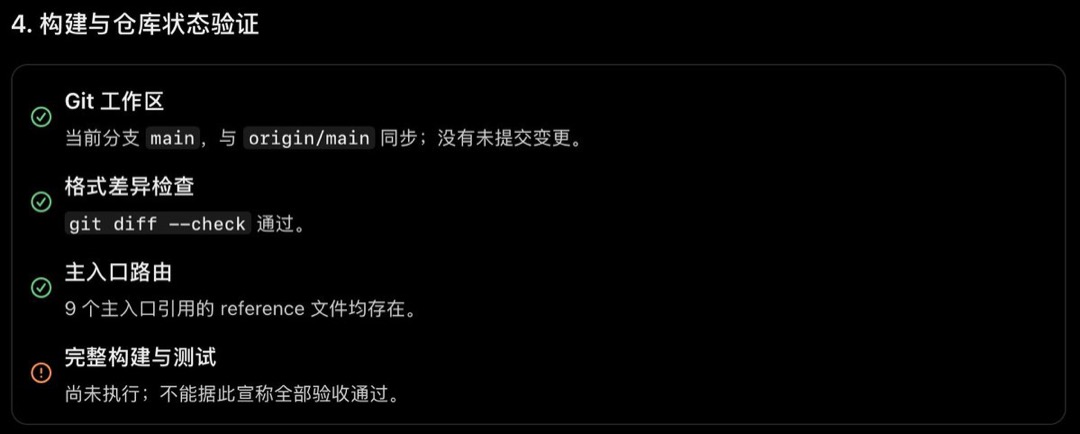 4. 构建与仓库状态验证
Git 工作区
当前分支 main，与 origin/main 同步；没有未提交变更。
格式差异检查
git diff --check 通过。
主入口路由
9 个主入口引用的 reference 文件均存在。
完整构建与测试
尚未执行；不能据此宣称全部验收通过。